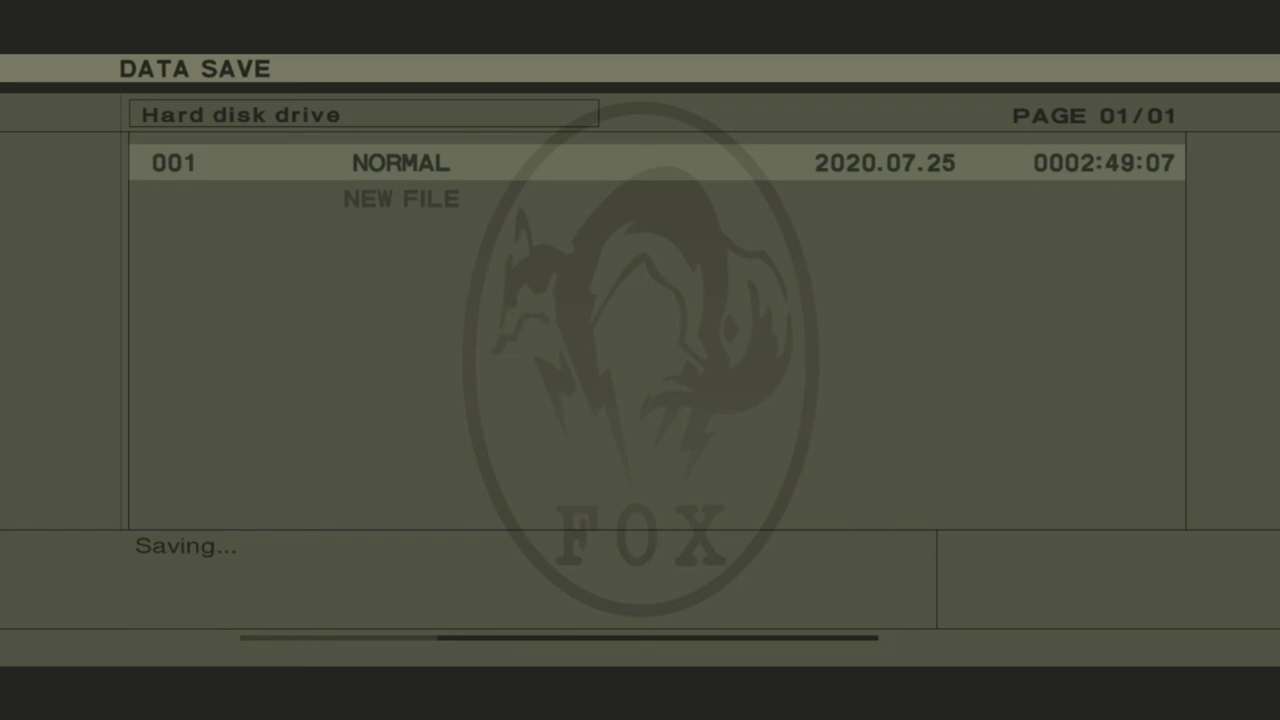 DATA SAVE
Hard disk drive PAGE 01/01
001 NORMAL 2020.07.25 0002:49:07
NEW FILE
FOX
Saving...